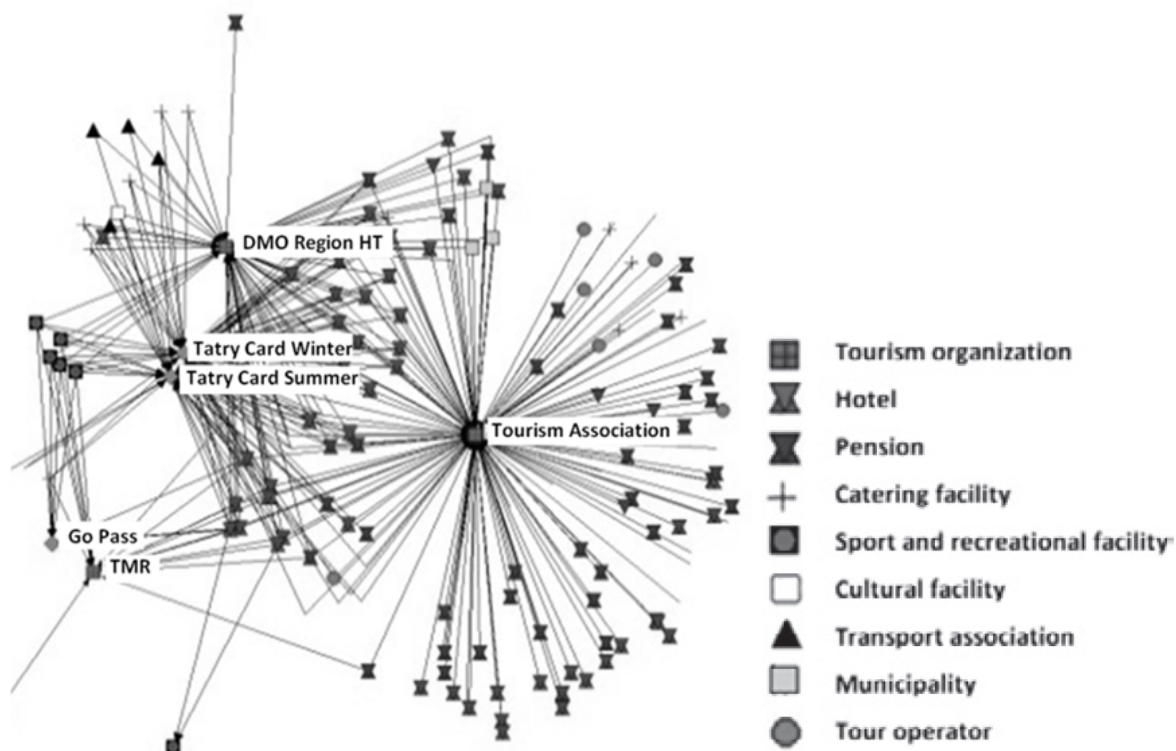 DMO Region HT
Tatry Card Winter
Tatry Card Summer
Tourism Association
Go Pass
TMR
Tourism organization
Hotel
Pension
Catering facility
Sport and recreational facility
Cultural facility
Transport association
Municipality
Tour operator